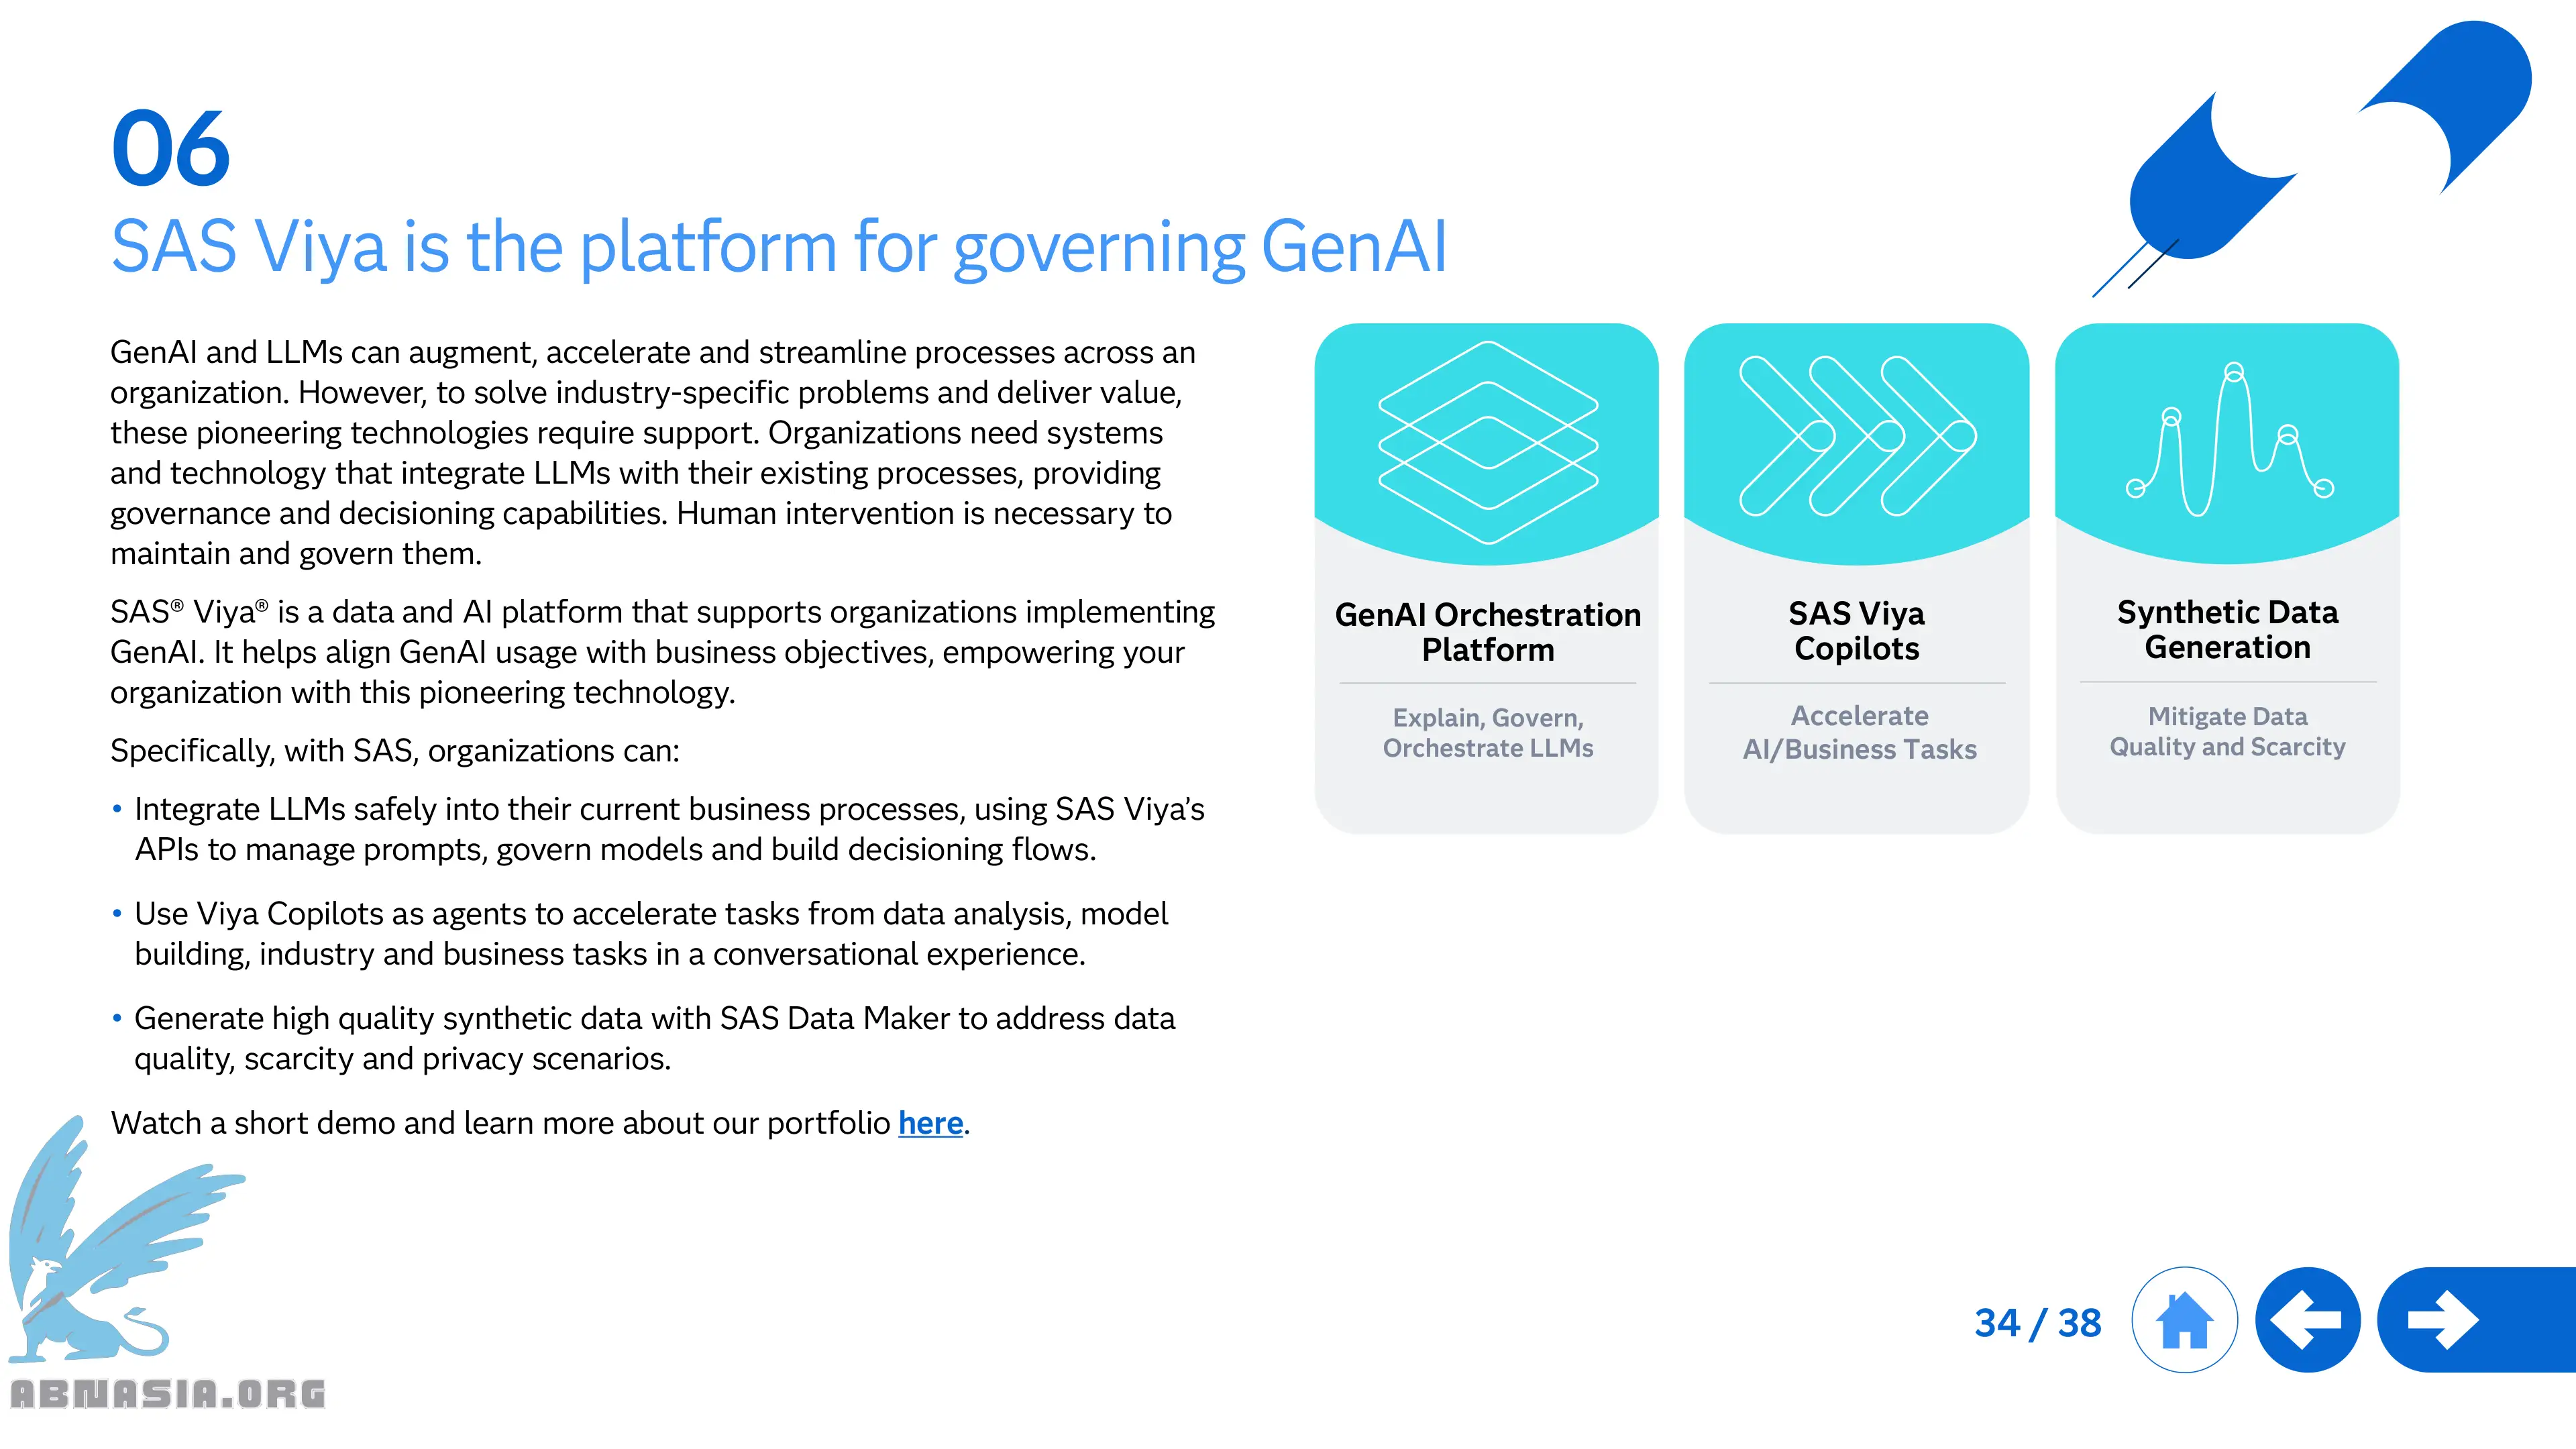 06
SAS Viya is the platform for governing GenAI
GenAI and LLMs can augment, accelerate and streamline processes across an
organization. However, to solve industry-specific problems and deliver value,
these pioneering technologies require support. Organizations need systems
and technology that integrate LLMs with their existing processes, providing
governance and decisioning capabilities. Human intervention is necessary to
maintain and govern them.
SAS® Viya® is a data and AI platform that supports organizations implementing
GenAI. It helps align GenAI usage with business objectives, empowering your
organization with this pioneering technology.
Specifically, with SAS, organizations can:
• Integrate LLMs safely into their current business processes, using SAS Viya’s
APIs to manage prompts, govern models and build decisioning flows.
• Use Viya Copilots as agents to accelerate tasks from data analysis, model
building, industry and business tasks in a conversational experience.
• Generate high quality synthetic data with SAS Data Maker to address data
quality, scarcity and privacy scenarios.
Watch a short demo and learn more about our portfolio here.
GenAI Orchestration
Platform
Explain, Govern,
Orchestrate LLMs
SAS Viya
Copilots
Accelerate
AI/Business Tasks
Synthetic Data
Generation
Mitigate Data
Quality and Scarcity
ABNASIA.ORG
34 / 38